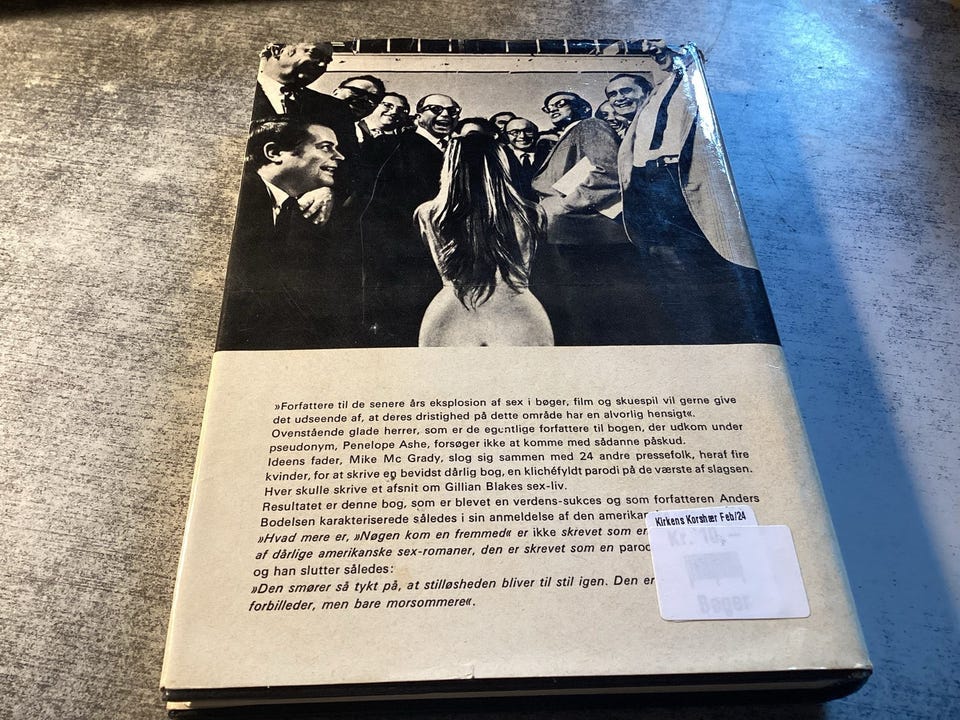 »Forfattere til de senere års eksplosion af sex i bøger, film og skuespil vil gerne give
det udseende af, at deres dristighed på dette område har en alvorlig hensigt«.
Ovenstående glade herrer, som er de egentlige forfattere til bogen, der udkom under
pseudonym, Penelope Ashe, forsøger ikke at komme med sådanne påskud.
Ideens fader, Mike Mc Grady, slog sig sammen med 24 andre pressefolk, heraf fire
kvinder, for at skrive eg bevidst dårlig bog, en klichéfyldt parodi på de værste af slagsen.
Hver skulle skrive et afsnit om Gillian Blakes sex-liv.
Resultatet er denne bog, som er blevet en verdens-sukces og som forfatteren Anders
Bodelsen karakteriserede således i sin anmeldelse af den
»Hvad mere er, »Nøgen kom en fremmed« er ikke skrevet som
af dårlige amerikanske sex-romaner, den er skrevet som en
og han slutter således:
»Den smører så tykt på, at stilløsheden bliver til stil igen. Den
forbilleder, men bare morsommere«.
Kirkens Korshær Feb/24
Kr. 10,-
Bøger